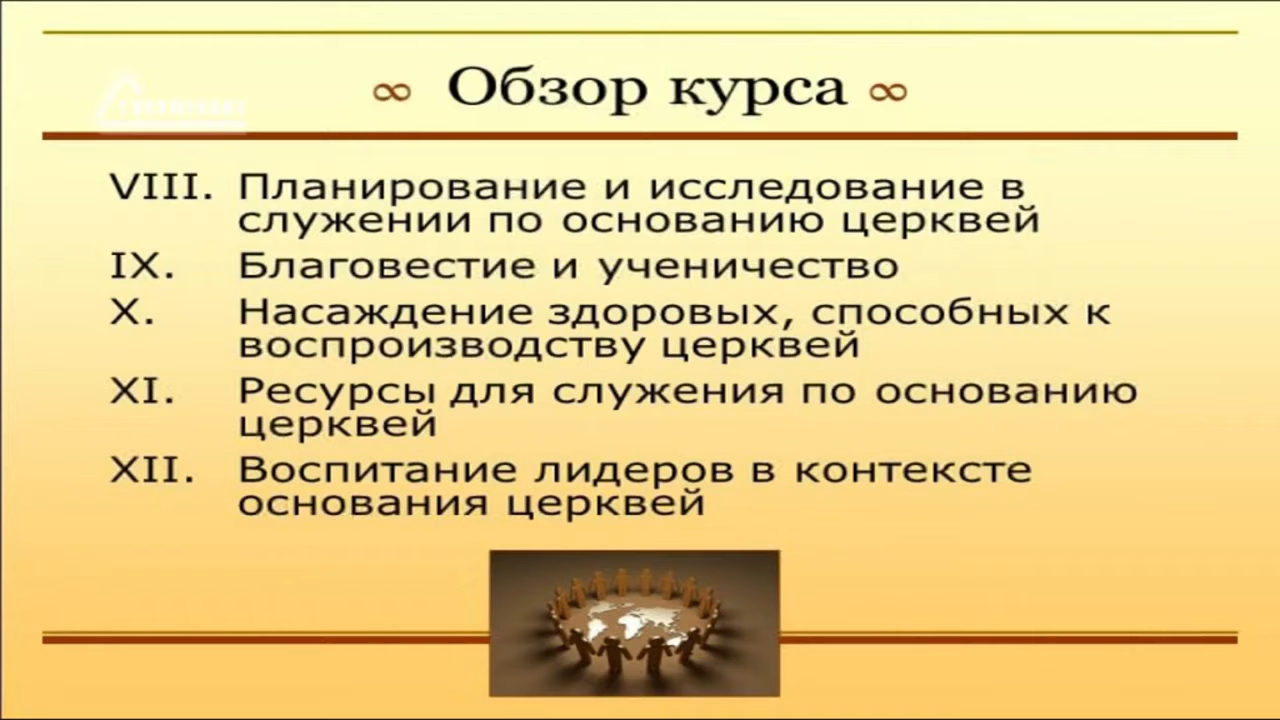 ∞ Обзор курса ∞
VIII. Планирование и исследование в
служении по основанию церквей
IX. Благовестие и ученичество
X. Насаждение здоровых, способных к
воспроизводству церквей
XI. Ресурсы для служения по основанию
церквей
XII. Воспитание лидеров в контексте
основания церквей